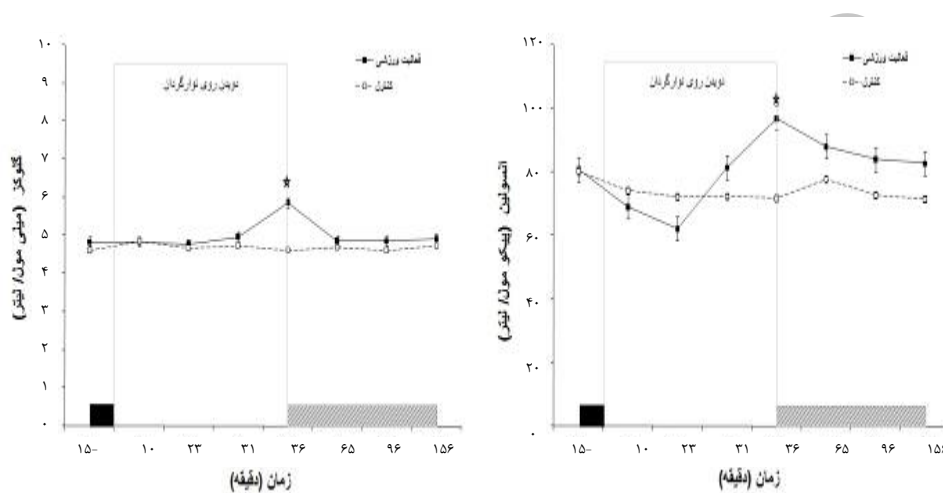 ۱۰
۹
۸
۷
۶
۵
۴
۳
۲
۱
۰
گلوکز (میلی مول/ لیتر)
فعالیت ورزشی
کنترل
دویدن روی نوارگردان
۱۵- ۱۰ ۲۳ ۳۱ ۳۶ ۶۵ ۹۶ ۱۵۶
زمان (دقیقه)
۱۲۰
۱۰۰
۸۰
۶۰
۴۰
۲۰
۰
انسولین (پیکو مول/ لیتر)
فعالیت ورزشی
کنترل
دویدن روی نوارگردان
۱۵- ۱۰ ۲۳ ۳۱ ۳۶ ۶۵ ۹۶ ۱۵۶
زمان (دقیقه)